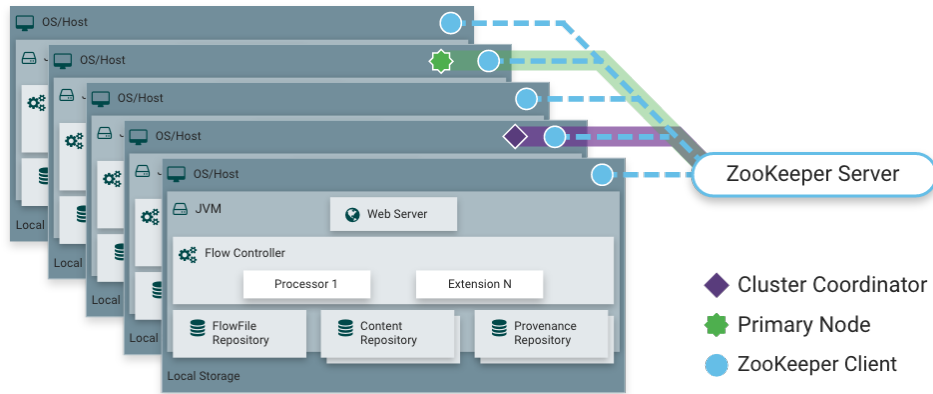 OS/Host
OS/Host
Local
OS/Host
Local
OS/Host
Local
OS/Host
Local
JVM
Web Server
Flow Controller
Processor 1
Extension N
FlowFile
Repository
Content
Repository
Provenance
Repository
Local Storage
ZooKeeper Server
Cluster Coordinator
Primary Node
ZooKeeper Client